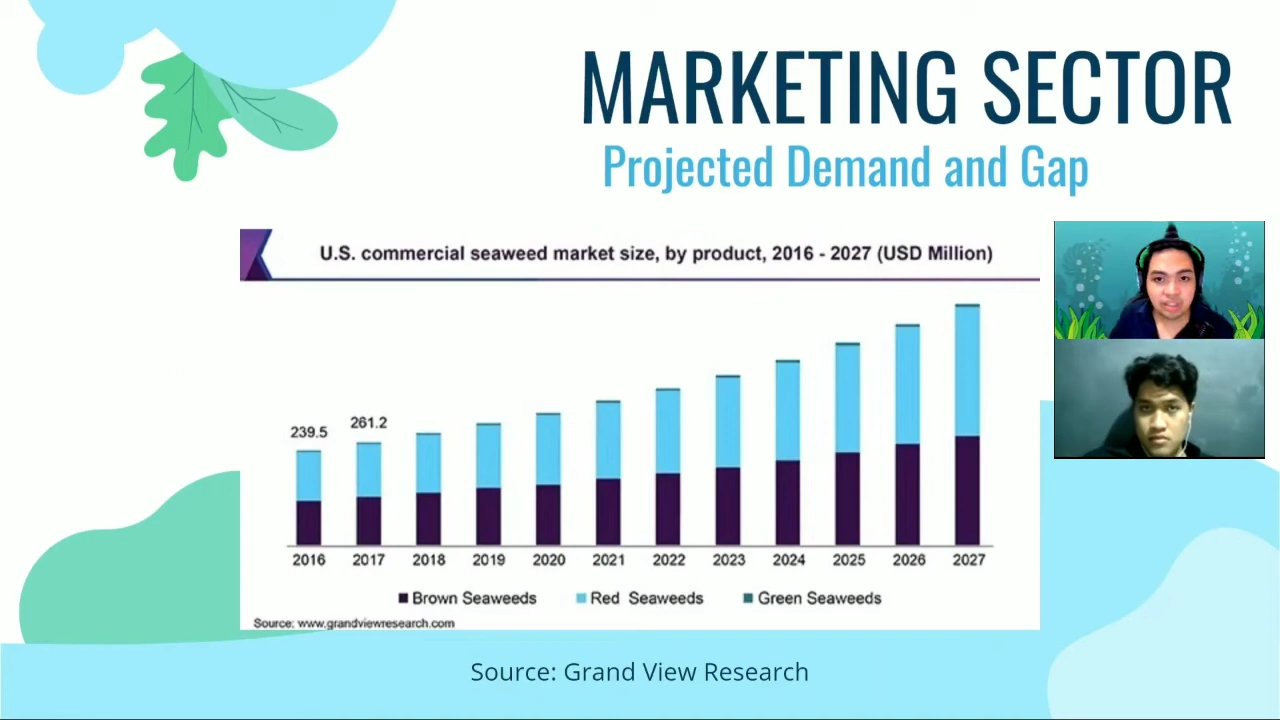 MARKETING SECTOR
Projected Demand and Gap
U.S. commercial seaweed market size, by product, 2016 - 2027 (USD Million)
239.5
261.2
2016 2017 2018 2019 2020 2021 2022 2023 2024 2025 2026 2027
Brown Seaweeds Red Seaweeds Green Seaweeds
Source: www.grandviewresearch.com
Source: Grand View Research